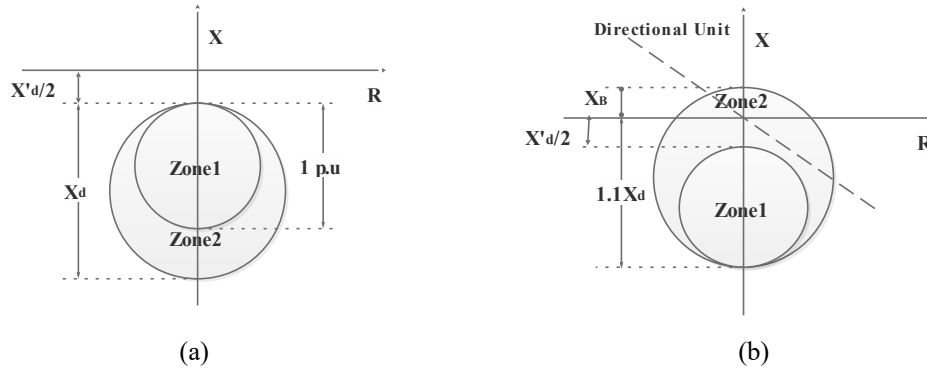 X
R
X'd/2
Xd
Zone1
Zone2
1 p.u
(a)
Directional Unit
X
R
XB
X'd/2
1.1Xd
Zone2
Zone1
(b)